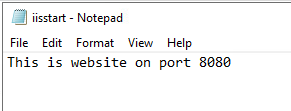 iisstart - Notepad
File Edit Format View Help
This is website on port 8080